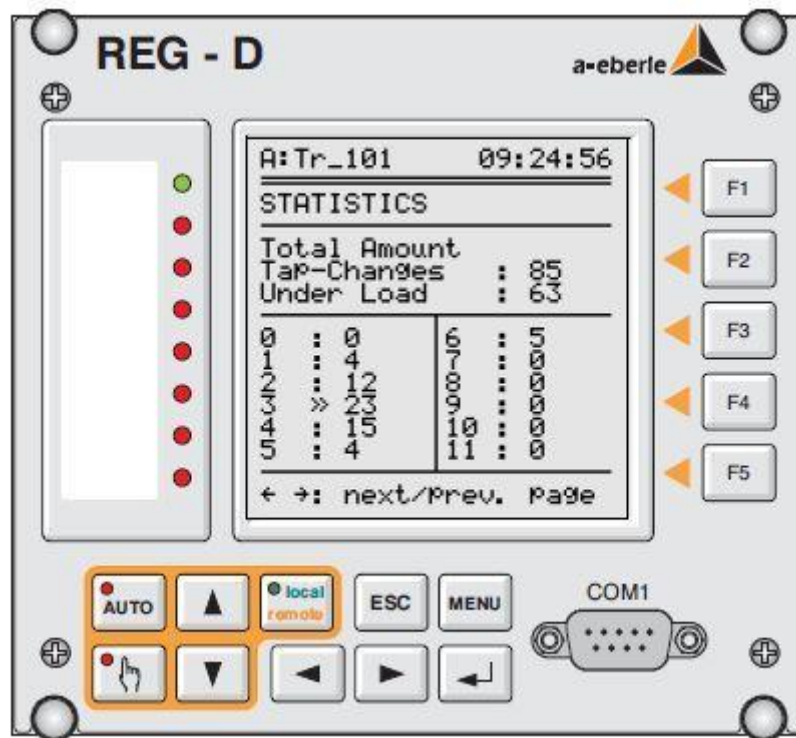 REG - D
a-eberle
A:Tr_101 09:24:56
STATISTICS
Total Amount
Tap-Changes : 85
Under Load : 63
0 : 0 6 : 5
1 : 4 7 : 0
2 : 12 8 : 0
3 » 23 9 : 0
4 : 15 10 : 0
5 : 4 11 : 0
← →: next/prev. page
F1
F2
F3
F4
F5
AUTO
local
remote
ESC
MENU
COM1